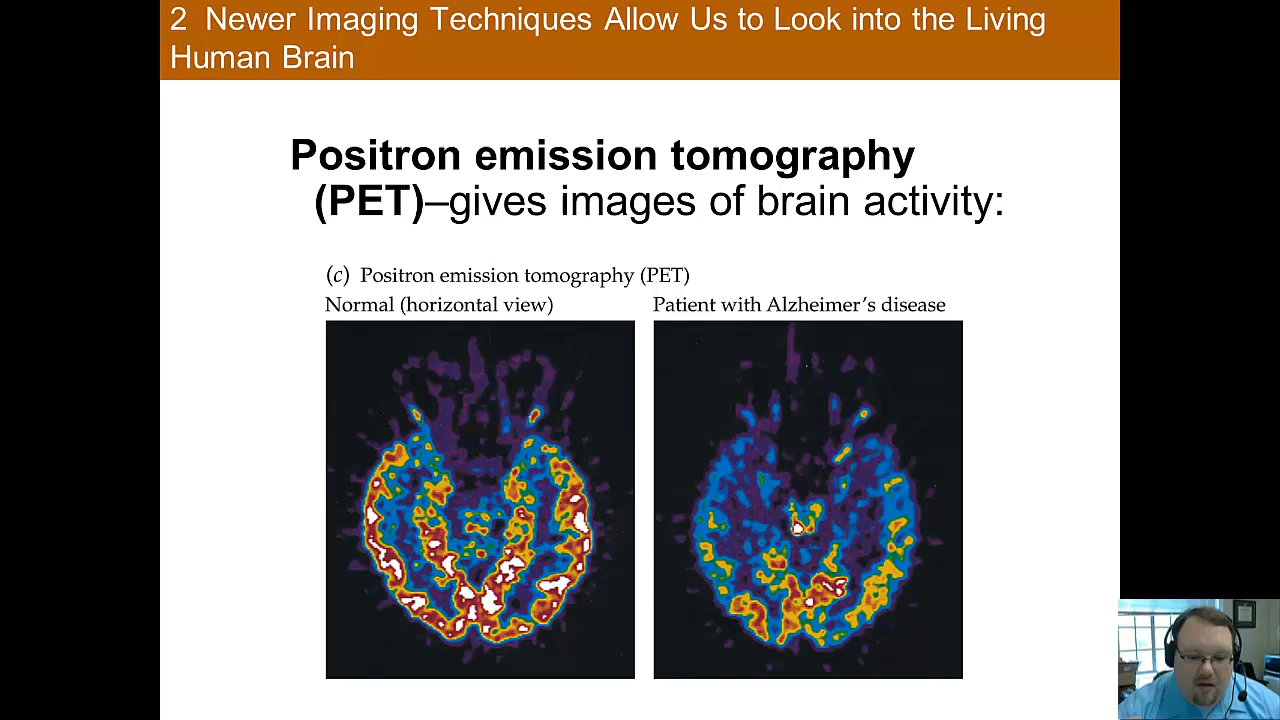 2  Newer Imaging Techniques Allow Us to Look into the Living
Human Brain
Positron emission tomography
(PET)–gives images of brain activity:
(c)  Positron emission tomography (PET)
Normal (horizontal view)
Patient with Alzheimer's disease